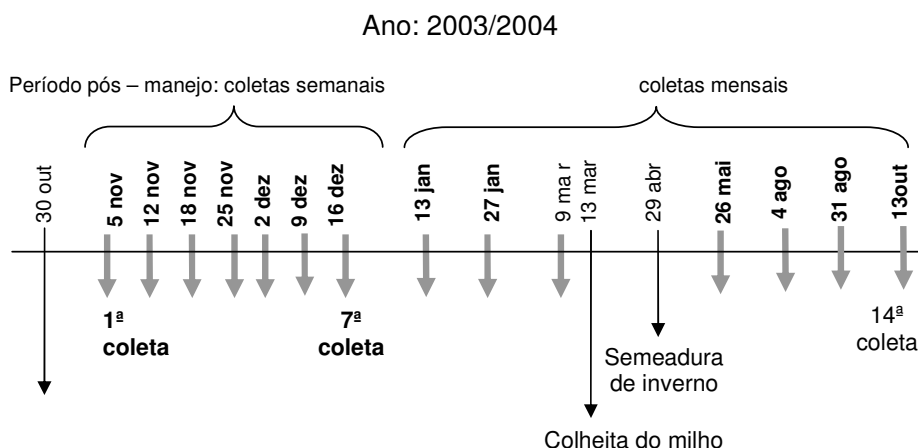 Ano: 2003/2004
Período pós – manejo: coletas semanais
coletas mensais
30 out
5 nov
12 nov
18 nov
25 nov
2 dez
9 dez
16 dez
13 jan
27 jan
9 ma r
13 mar
29 abr
26 mai
4 ago
31 ago
13out
1ª
coleta
7ª
coleta
14ª
coleta
Semeadura
de inverno
Colheita do milho